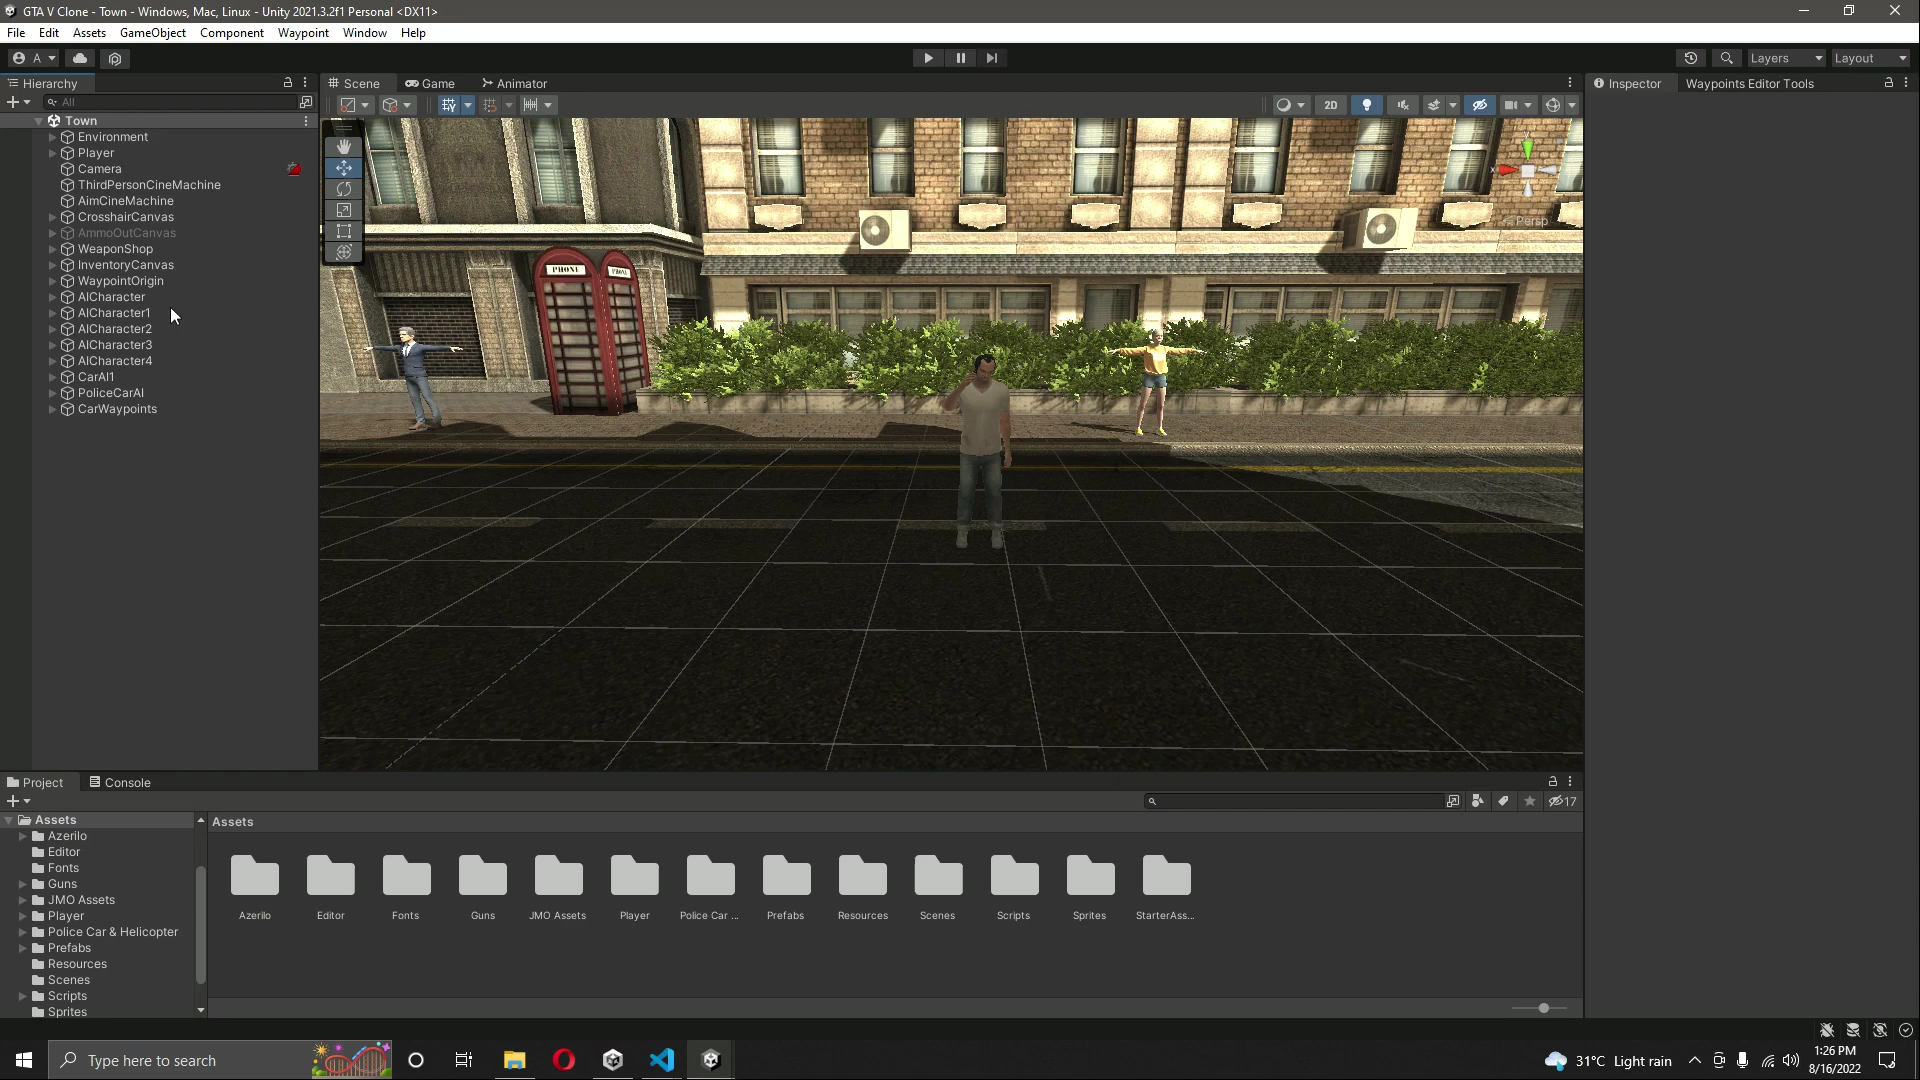 GTA V Clone - Town - Windows, Mac, Linux - Unity 2021.3.2f1 Personal <DX11>
File Edit Assets GameObject Component Waypoint Window Help
A Layers Layout
Hierarchy
Scene Game Animator
Inspector Waypoints Editor Tools
All
2D
Town
Environment
Player
Camera
ThirdPersonCineMachine
AimCineMachine
CrosshairCanvas
AmmoOutCanvas
WeaponShop
InventoryCanvas
WaypointOrigin
AICharacter
AICharacter1
AICharacter2
AICharacter3
AICharacter4
CarAI1
PoliceCarAI
CarWaypoints
Y
X
Persp
PHONE
PHONE
Project Console
17
Assets
Azerilo
Editor
Fonts
Guns
JMO Assets
Player
Police Car & Helicopter
Prefabs
Resources
Scenes
Scripts
Sprites
Assets
Azerilo Editor Fonts Guns JMO Assets Player Police Car ... Prefabs Resources Scenes Scripts Sprites StarterAss...
Type here to search
31°C Light rain
1:26 PM
8/16/2022